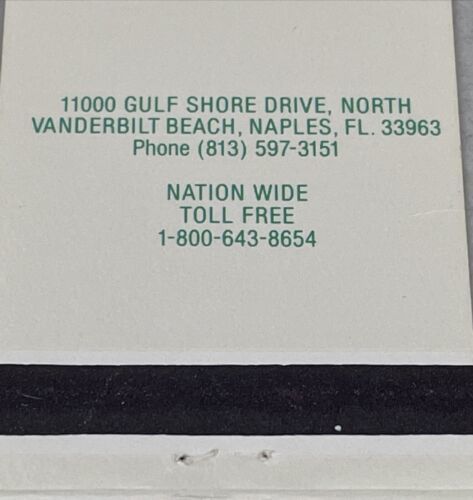 11000 GULF SHORE DRIVE, NORTH
VANDERBILT BEACH, NAPLES, FL. 33963
Phone (813) 597-3151
NATION WIDE
TOLL FREE
1-800-643-8654